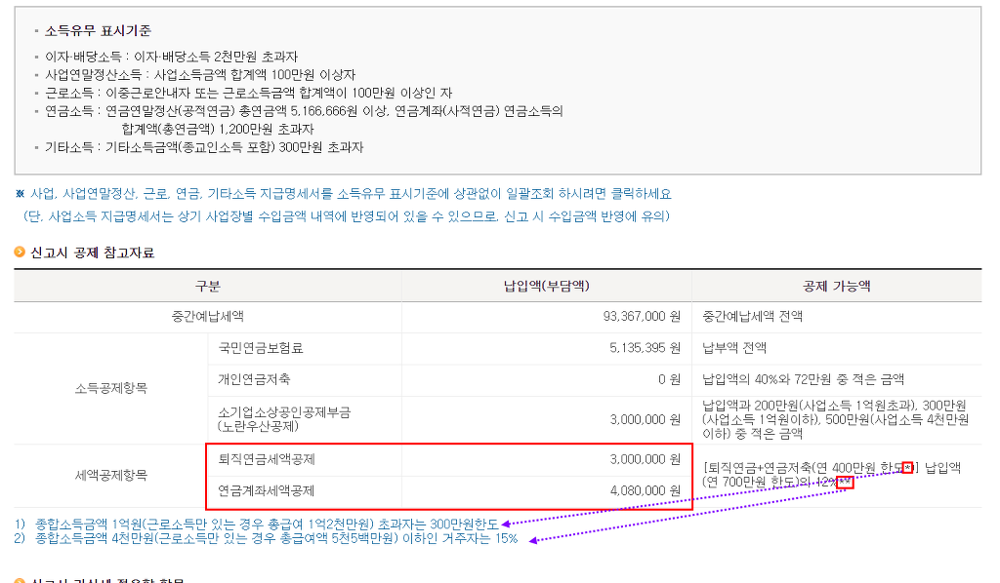 소득유무 표시기준
이자·배당소득 : 이자·배당소득 2천만원 초과자
사업연말정산소득 : 사업소득금액 합계액 100만원 이상자
근로소득 : 이중근로안내자 또는 근로소득금액 합계액이 100만원 이상인 자
연금소득 : 연금연말정산(공적연금) 총연금액 5,166,666원 이상, 연금계좌(사적연금) 연금소득의
합계액(총연금액) 1,200만원 초과자
기타소득 : 기타소득금액(종교인소득 포함) 300만원 초과자
※ 사업, 사업연말정산, 근로, 연금, 기타소득 지급명세서를 소득유무 표시기준에 상관없이 일괄조회 하시려면 클릭하세요
(단, 사업소득 지급명세서는 상기 사업장별 수입금액 내역에 반영되어 있을 수 있으므로, 신고 시 수입금액 반영에 유의)
신고시 공제 참고자료
구분 납입액(부담액) 공제 가능액
중간예납세액 93,367,000 원 중간예납세액 전액
소득공제항목
국민연금보험료 5,135,395 원 납부액 전액
개인연금저축 0 원 납입액의 40%와 72만원 중 적은 금액
소기업소상공인공제부금
(노란우산공제)
3,000,000 원
납입액과 200만원(사업소득 1억원초과), 300만원
(사업소득 1억원이하), 500만원(사업소득 4천만원
이하) 중 적은 금액
세액공제항목
퇴직연금세액공제 3,000,000 원
연금계좌세액공제 4,080,000 원
[퇴직연금+연금저축(연 400만원 한도*)] 납입액
(연 700만원 한도)의 12%**
1) 종합소득금액 1억원(근로소득만 있는 경우 총급여 1억2천만원) 초과자는 300만원한도
2) 종합소득금액 4천만원(근로소득만 있는 경우 총급여액 5천5백만원) 이하인 거주자는 15%